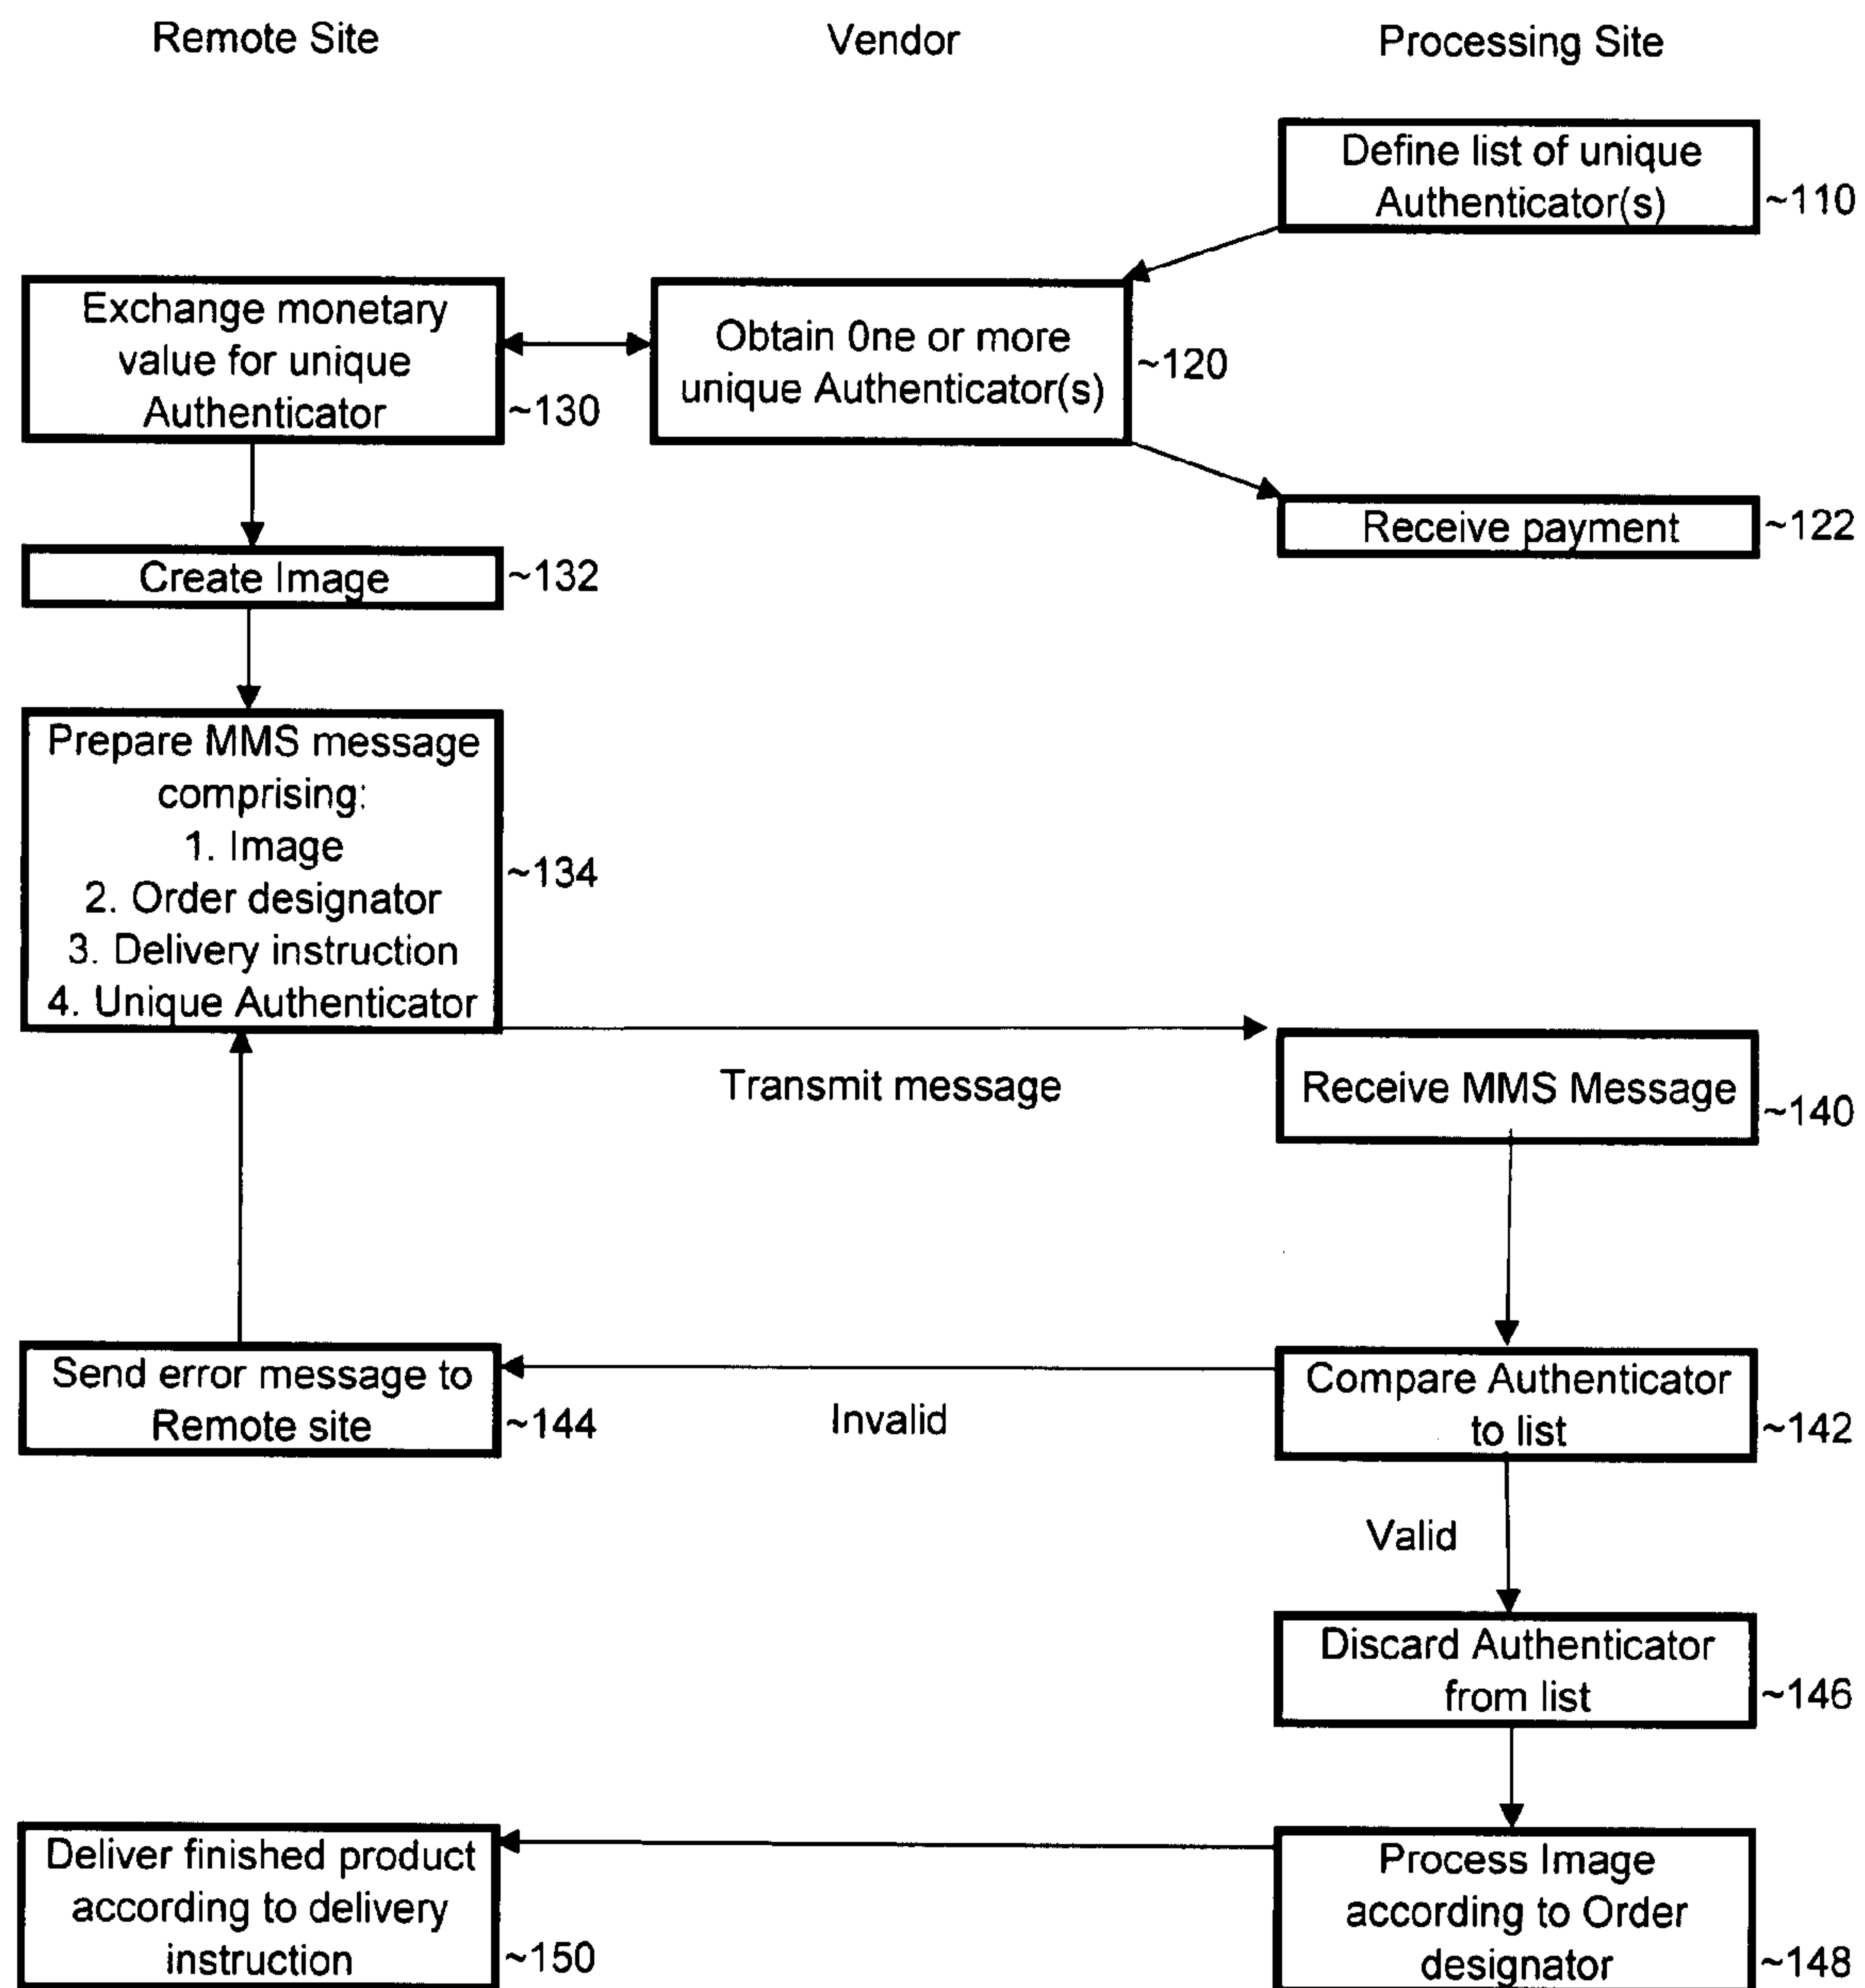 Remote Site
Vendor
Processing Site
Define list of unique
Authenticator(s)
~110
Exchange monetary
value for unique
Authenticator
~130
Obtain 0ne or more
unique Authenticator(s)
~120
Receive payment
~122
Create Image
~132
Prepare MMS message
comprising:
1. Image
2. Order designator
3. Delivery instruction
4. Unique Authenticator
~134
Transmit message
Receive MMS Message
~140
Compare Authenticator
to list
~142
Invalid
Send error message to
Remote site
~144
Valid
Discard Authenticator
from list
~146
Process Image
according to Order
designator
~148
Deliver finished product
according to delivery
instruction
~150